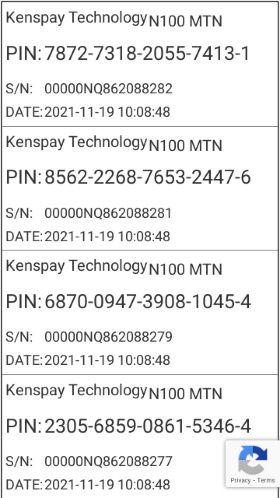 Kenspay Technology N100 MTN
PIN: 7872-7318-2055-7413-1
S/N: 00000NQ862088282
DATE: 2021-11-19 10:08:48
Kenspay Technology N100 MTN
PIN: 8562-2268-7653-2447-6
S/N: 00000NQ862088281
DATE: 2021-11-19 10:08:48
Kenspay Technology N100 MTN
PIN: 6870-0947-3908-1045-4
S/N: 00000NQ862088279
DATE: 2021-11-19 10:08:48
Kenspay Technology N100 MTN
PIN: 2305-6859-0861-5346-4
S/N: 00000NQ862088277
DATE: 2021-11-19 10:08:48
Privacy - Terms